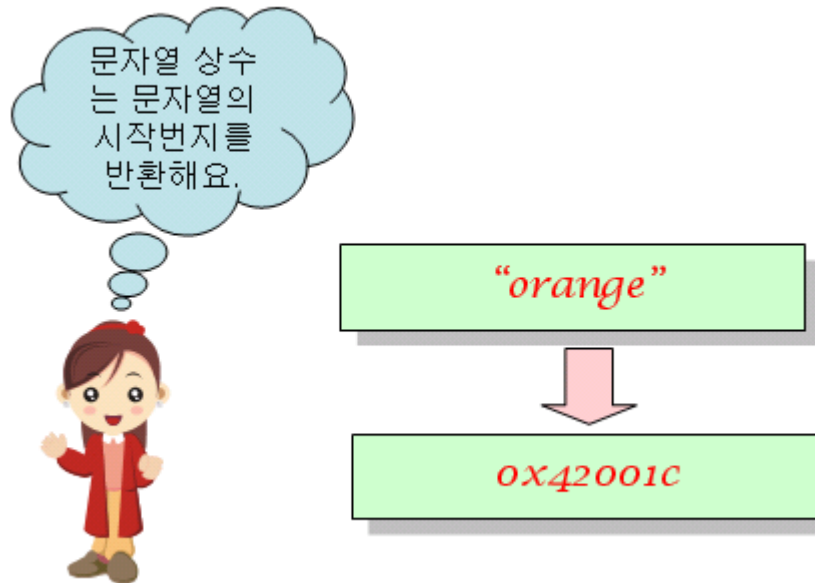 문자열 상수
는 문자열의
시작번지를
반환해요.
“orange”
0x42001c